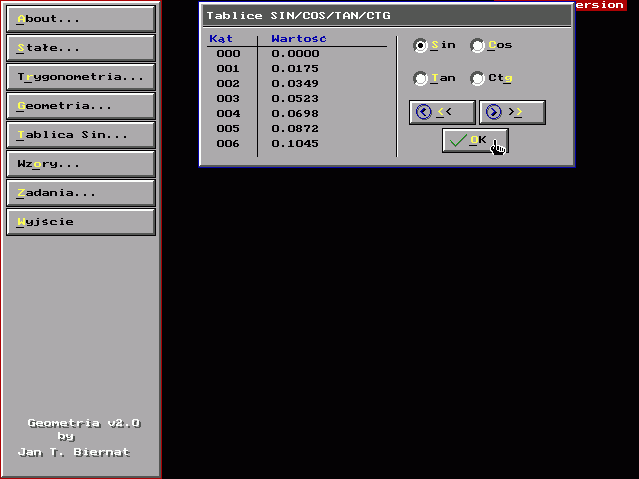 About...
Stałe...
Trygonometria...
Geometria...
Tablica Sin...
Wzory...
Zadania...
Wyjście
Geometria v2.0
by
Jan T. Biernat
Tablice SIN/COS/TAN/CTG
Kąt Wartość
000 0.0000
001 0.0175
002 0.0349
003 0.0523
004 0.0698
005 0.0872
006 0.1045
Sin Cos
Tan Ctg
<< >>
OK
ersion